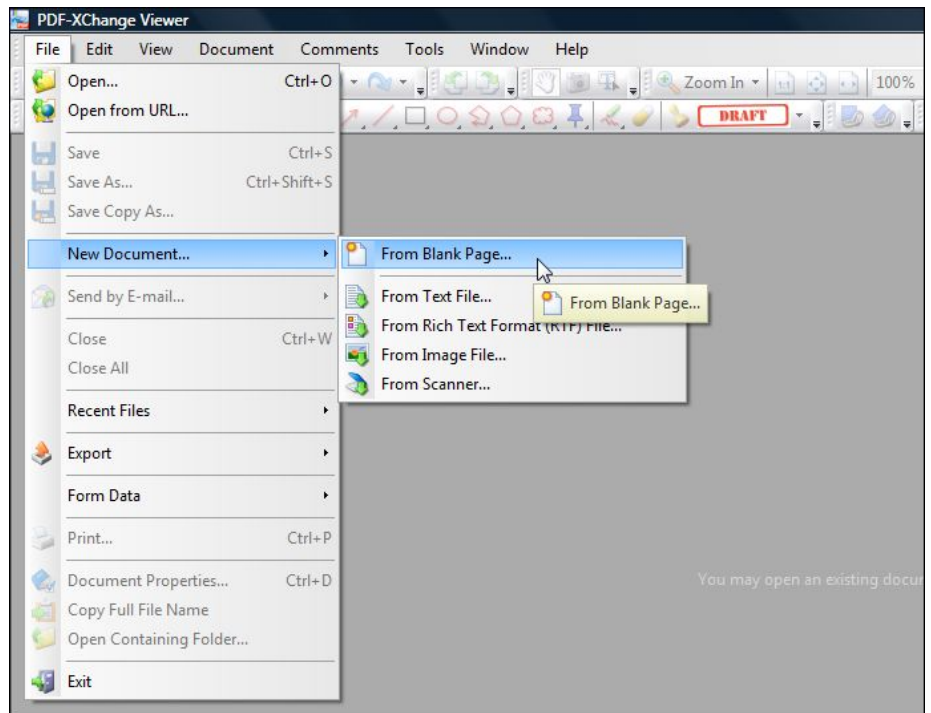 PDF-XChange Viewer
File Edit View Document Comments Tools Window Help
Open... Ctrl+O
Zoom In 100%
Open from URL...
DRAFT
Save Ctrl+S
Save As... Ctrl+Shift+S
Save Copy As...
New Document...
From Blank Page...
Send by E-mail...
From Text File...
From Blank Page...
From Rich Text Format (RTF) File...
Close Ctrl+W
From Image File...
Close All
From Scanner...
Recent Files
Export
Form Data
Print... Ctrl+P
Document Properties... Ctrl+D
You may open an existing docu
Copy Full File Name
Open Containing Folder...
Exit